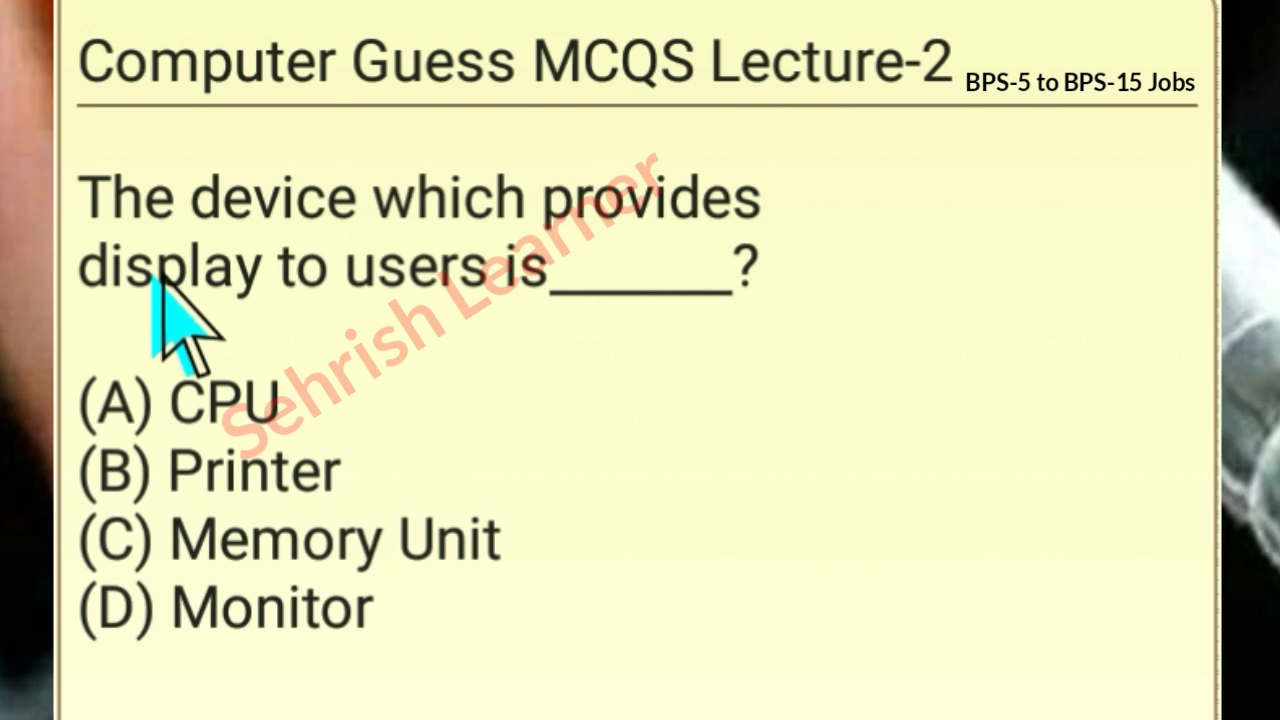 Computer Guess MCQS Lecture-2 BPS-5 to BPS-15 Jobs
The device which provides
display to users is______?
Sehrish Learner
(A) CPU
(B) Printer
(C) Memory Unit
(D) Monitor